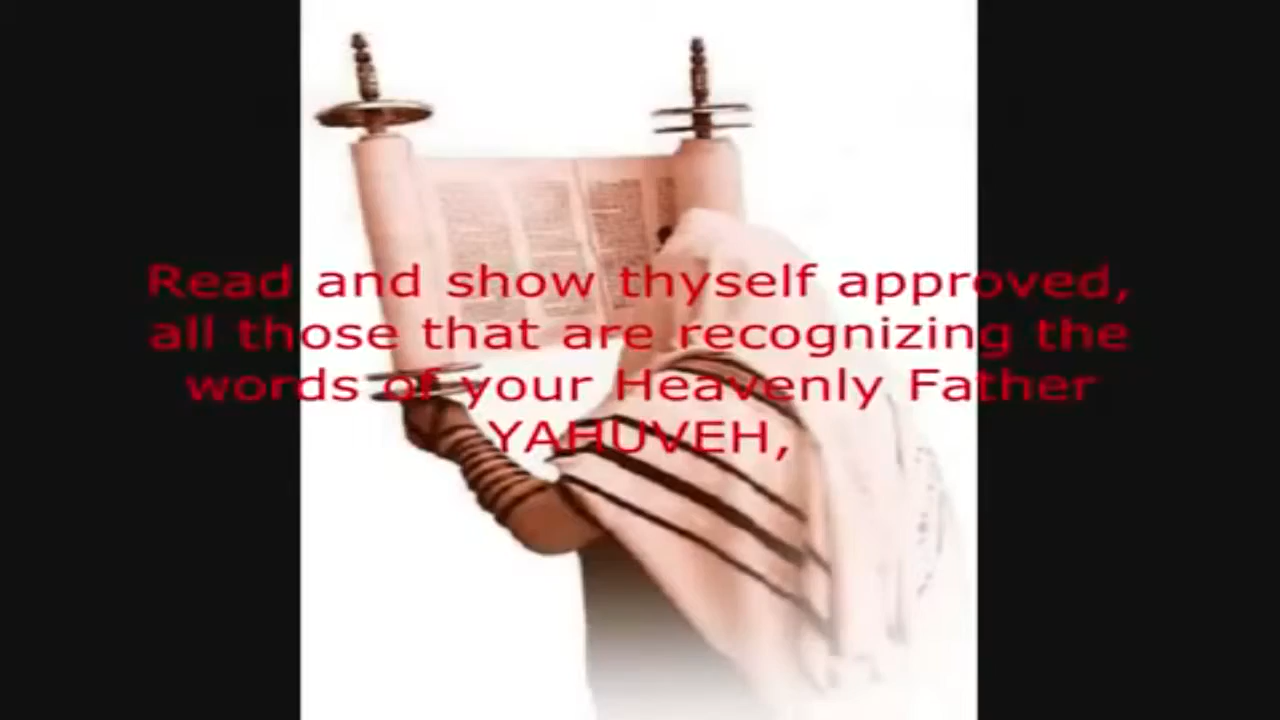 Read and show thyself approved,
all those that are recognizing the
words of your Heavenly Father
YAHUVEH,